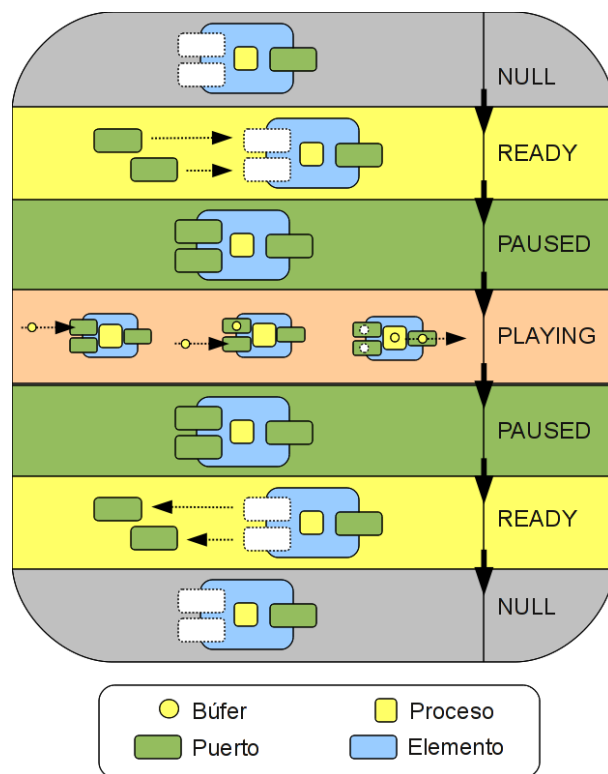 NULL
READY
PAUSED
PLAYING
PAUSED
READY
NULL
Búfer
Proceso
Puerto
Elemento